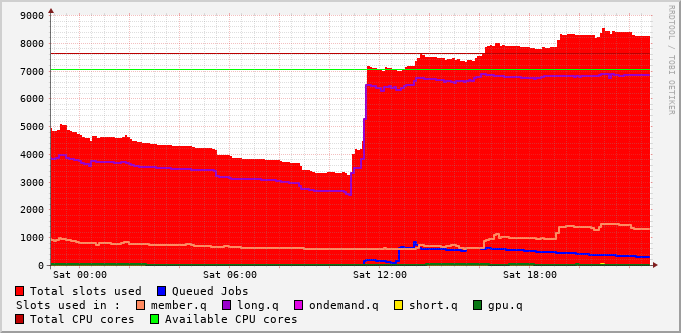 9000
8000
7000
6000
5000
4000
3000
2000
1000
0
Sat 00:00 Sat 06:00 Sat 12:00 Sat 18:00
RRDTOOL / TOBI OETIKER
Total slots used Queued Jobs
Slots used in : member.q long.q ondemand.q short.q gpu.q
Total CPU cores Available CPU cores